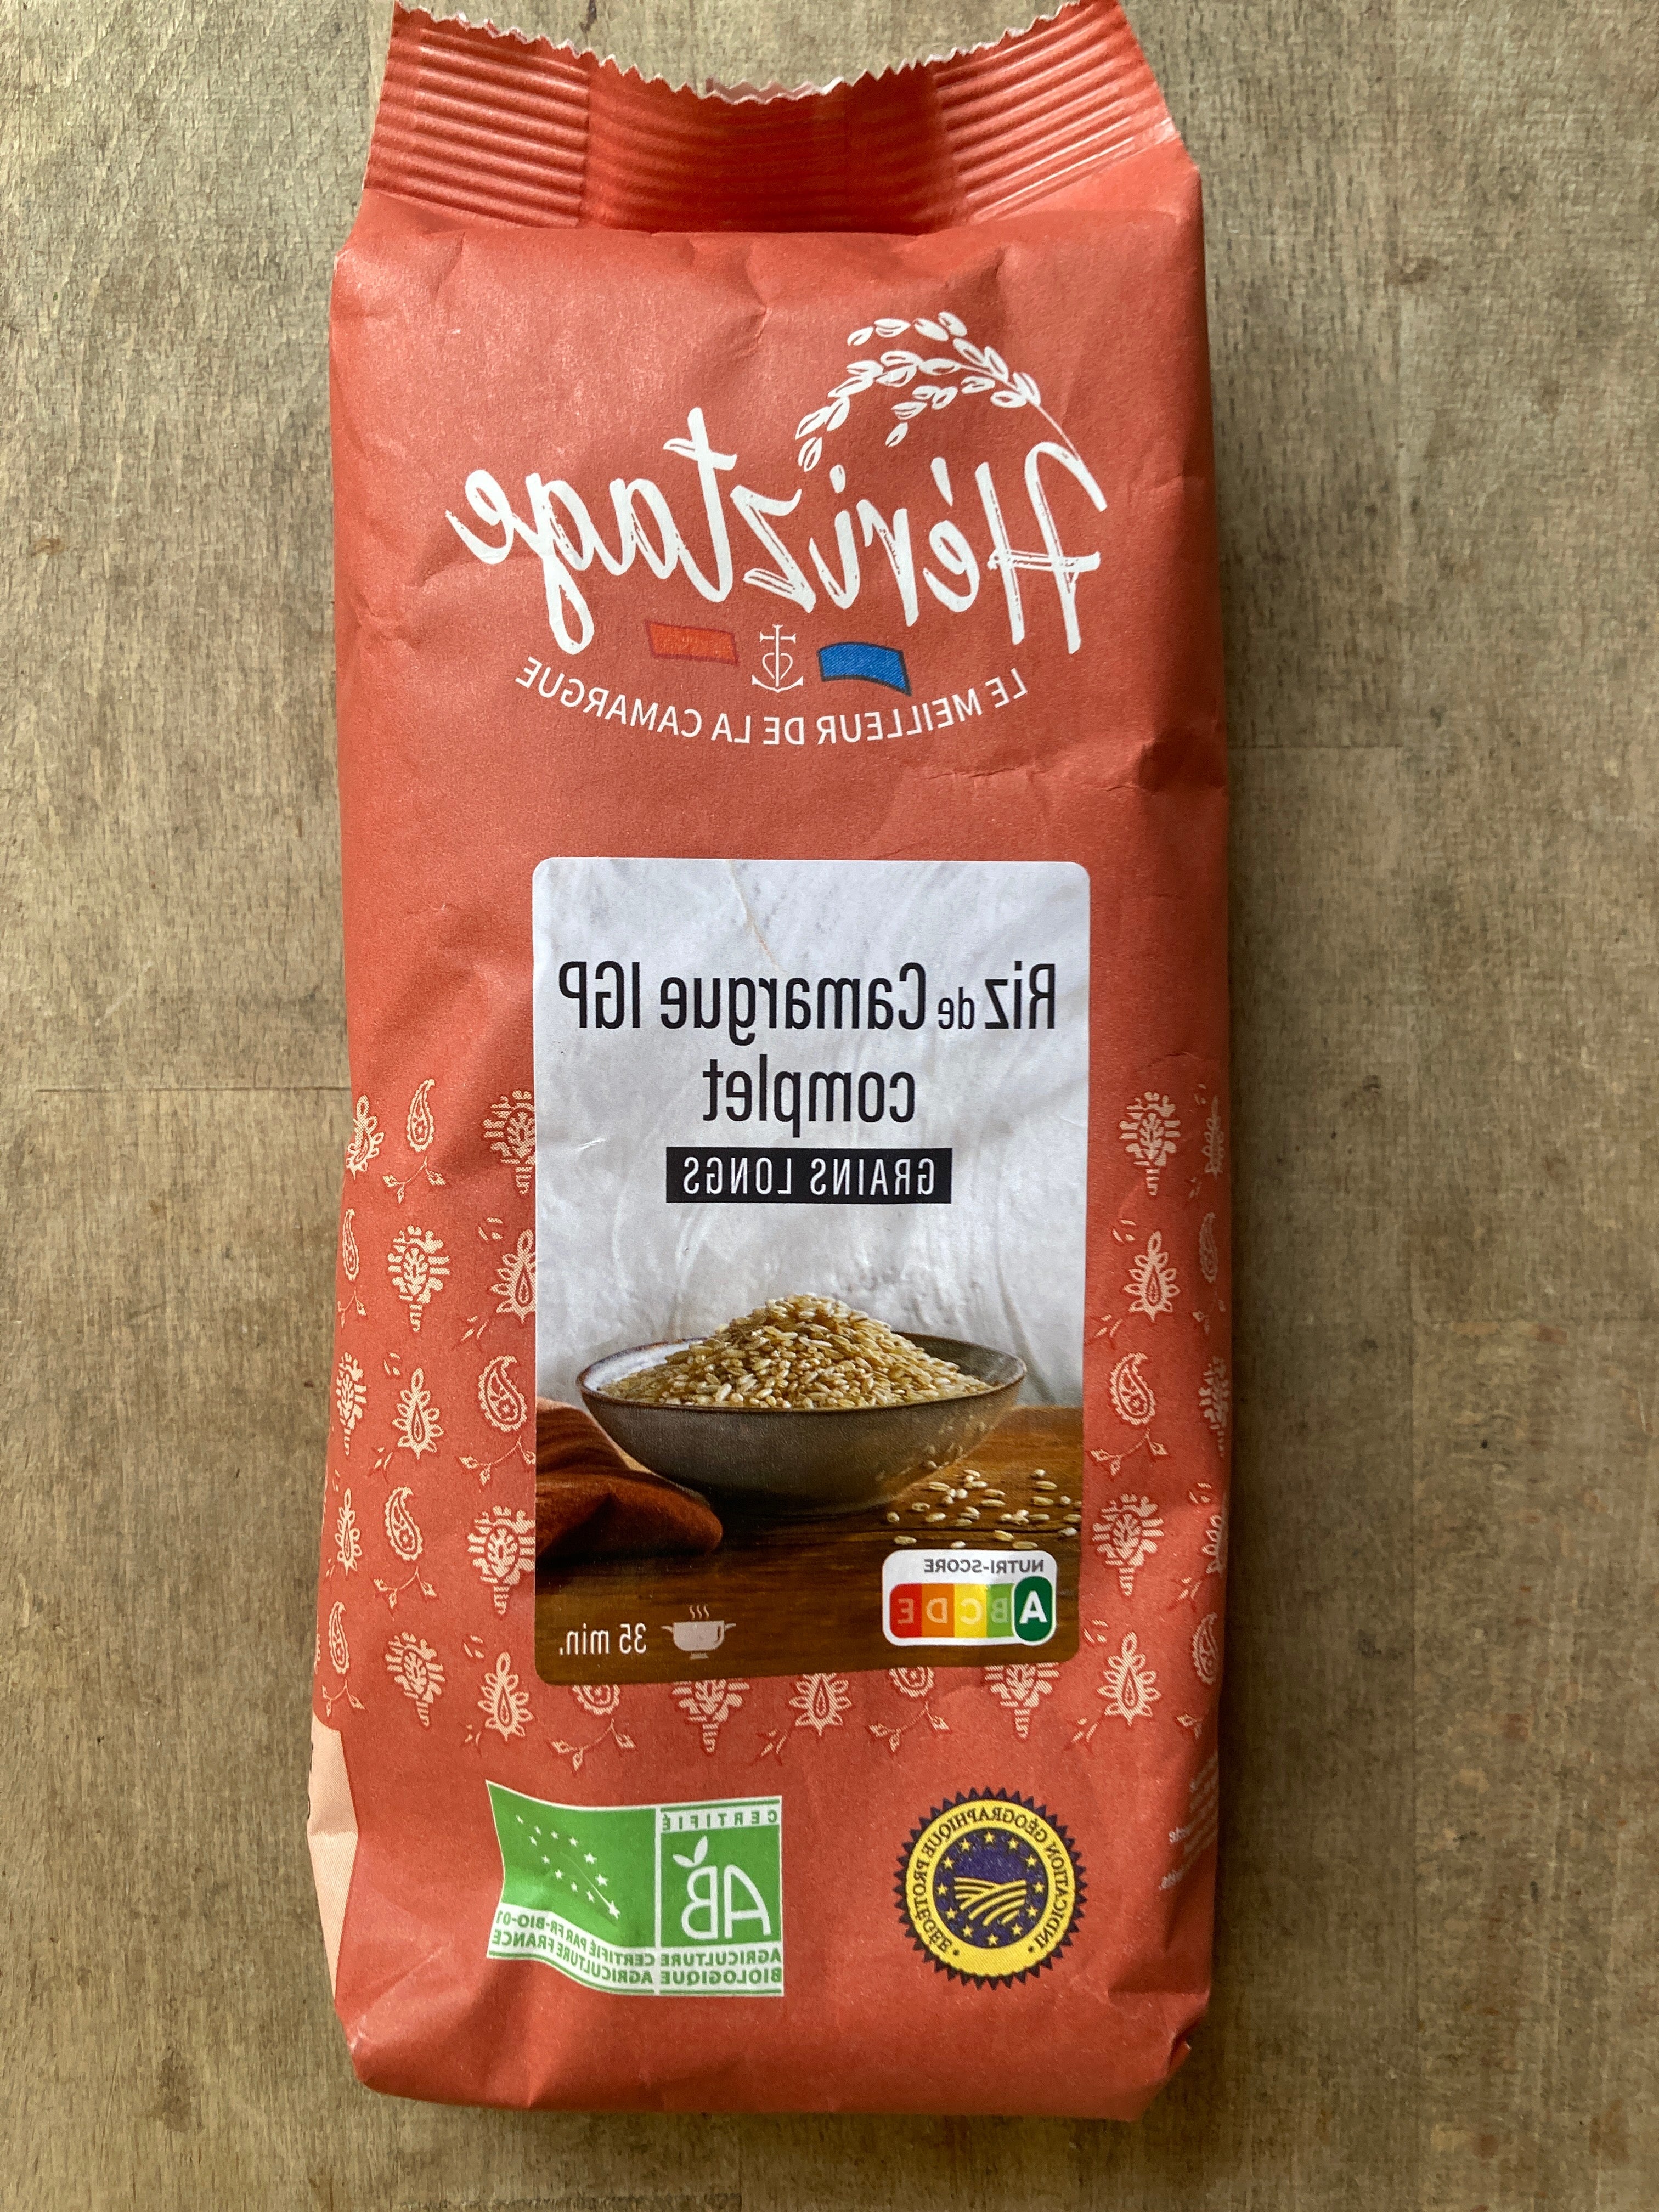 Hériztage
LE MEILLEUR DE LA CAMARGUE
Riz de Camargue IGP
complet
GRAINS LONGS
NUTRI-SCORE
A B C D E
35 min.
INDICATION GÉOGRAPHIQUE PROTÉGÉE
CERTIFIÉ
AB
AGRICULTURE
BIOLOGIQUE
CERTIFIÉ PAR FR-BIO-01
AGRICULTURE FRANCE